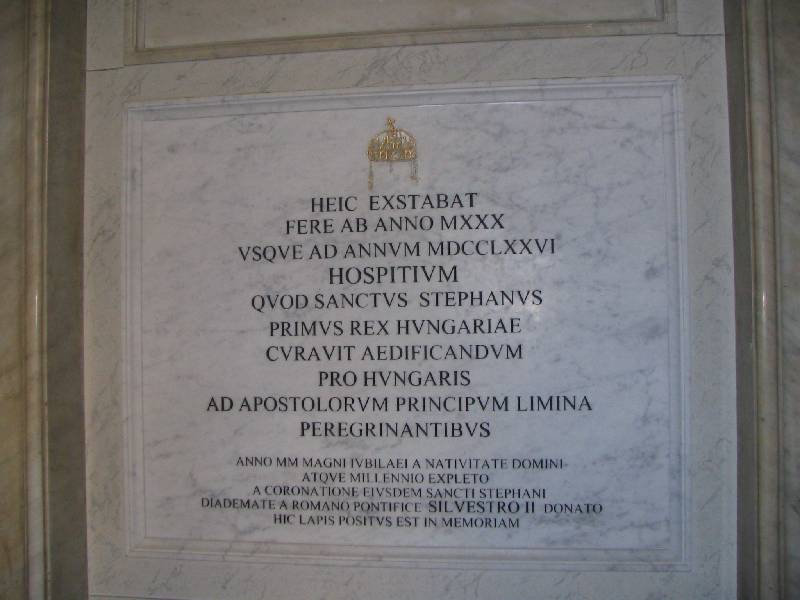 HEIC EXSTABAT
FERE AB ANNO MXXX
VSQVE AD ANNVM MDCCLXXVI
HOSPITIVM
QVOD SANCTVS STEPHANVS
PRIMVS REX HVNGARIAE
CVRAVIT AEDIFICANDVM
PRO HVNGARIS
AD APOSTOLORVM PRINCIPVM LIMINA
PEREGRINANTIBVS
ANNO MM MAGNI IVBILAEI A NATIVITATE DOMINI
ATQVE MILLENNIO EXPLETO
A CORONATIONE EIVSDEM SANCTI STEPHANI
DIADEMATE A ROMANO PONTIFICE SILVESTRO II DONATO
HIC LAPIS POSITVS EST IN MEMORIAM